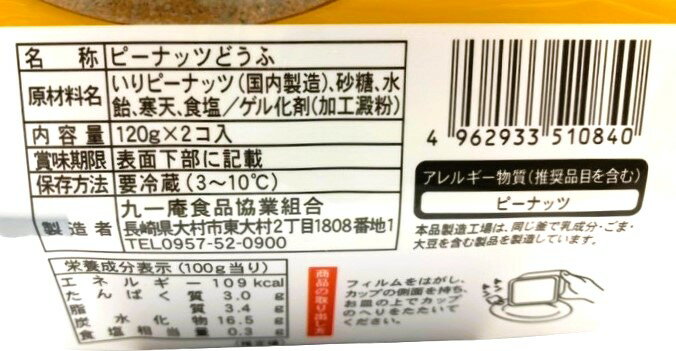 名称 ピーナッツどうふ
原材料名 いりピーナッツ(国内製造)、砂糖、水
飴、寒天、食塩／ゲル化剤(加工澱粉)
内容量 120g×2コ入
賞味期限 表面下部に記載
保存方法 要冷蔵(3～10℃)
製造者 九一庵食品協業組合
長崎県大村市東大村2丁目1808番地1
TEL0957-52-0900
4 962933 510840
アレルギー物質(推奨品目を含む)
ピーナッツ
本品製造工場は、同じ釜で乳成分・ごま・
大豆を含む製品を製造しています。
栄養成分表示(100g当り)
エネルギー 109kcal
たんぱく質 3.0 g
脂質 3.4 g
炭水化物 16.5 g
食塩相当量 0.3 g
商品の取り出し方
フィルムをはがし、
カップの側面を持ち、
お皿の上でカップ
のへりをたたいて
ください。